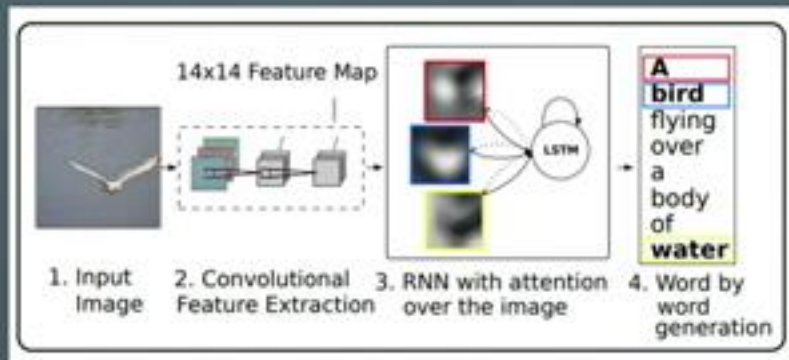 14x14 Feature Map
LSTM
A
bird
flying
over
a
body
of
water
1. Input
Image
2. Convolutional
Feature Extraction
3. RNN with attention
over the image
4. Word by
word
generation